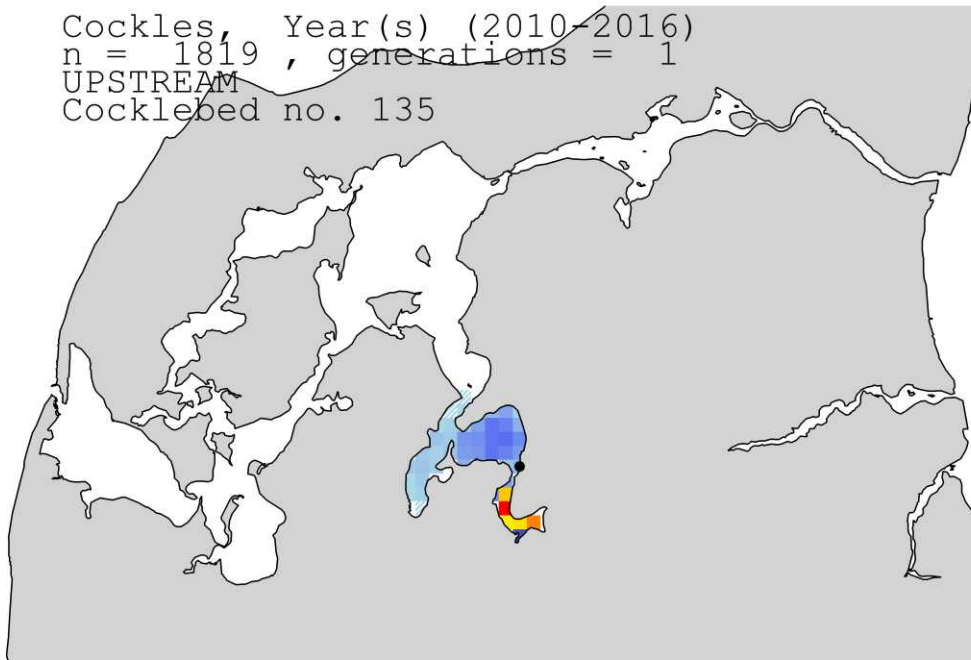 Cockles, Year(s) (2010-2016)
n = 1819 , generations = 1
UPSTREAM
Cocklebed no. 135